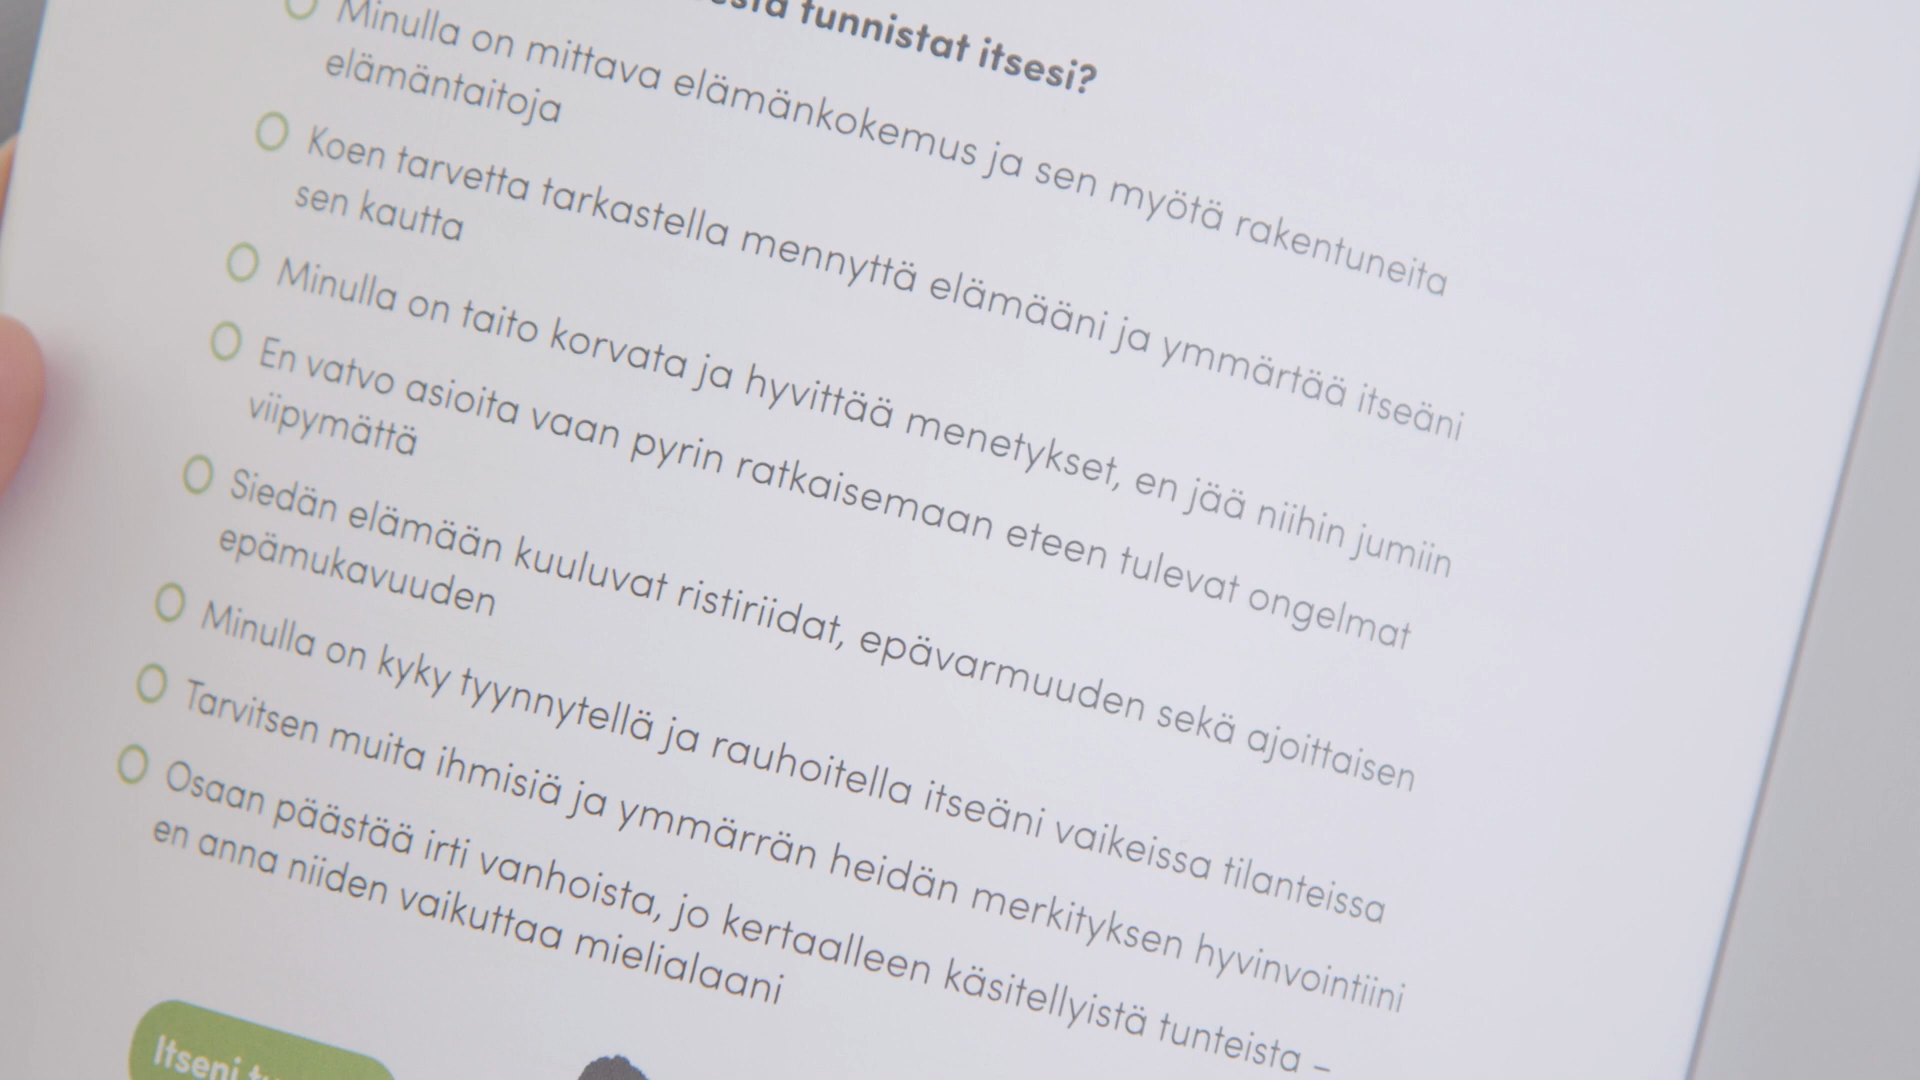 tunnistat itsesi?
Minulla on mittava elämänkokemus ja sen myötä rakentuneita
elämäntaitoja
Koen tarvetta tarkastella mennyttä elämääni ja ymmärtää itseäni
sen kautta
Minulla on taito korvata ja hyvittää menetykset, en jää niihin jumiin
En vatvo asioita vaan pyrin ratkaisemaan eteen tulevat ongelmat
viipymättä
Siedän elämään kuuluvat ristiriidat, epävarmuuden sekä ajoittaisen
epämukavuuden
Minulla on kyky tyynnytellä ja rauhoitella itseäni vaikeissa tilanteissa
Tarvitsen muita ihmisiä ja ymmärrän heidän merkityksen hyvinvointiini
Osaan päästää irti vanhoista, jo kertaalleen käsitellyistä tunteista –
en anna niiden vaikuttaa mielialaani
Itseni